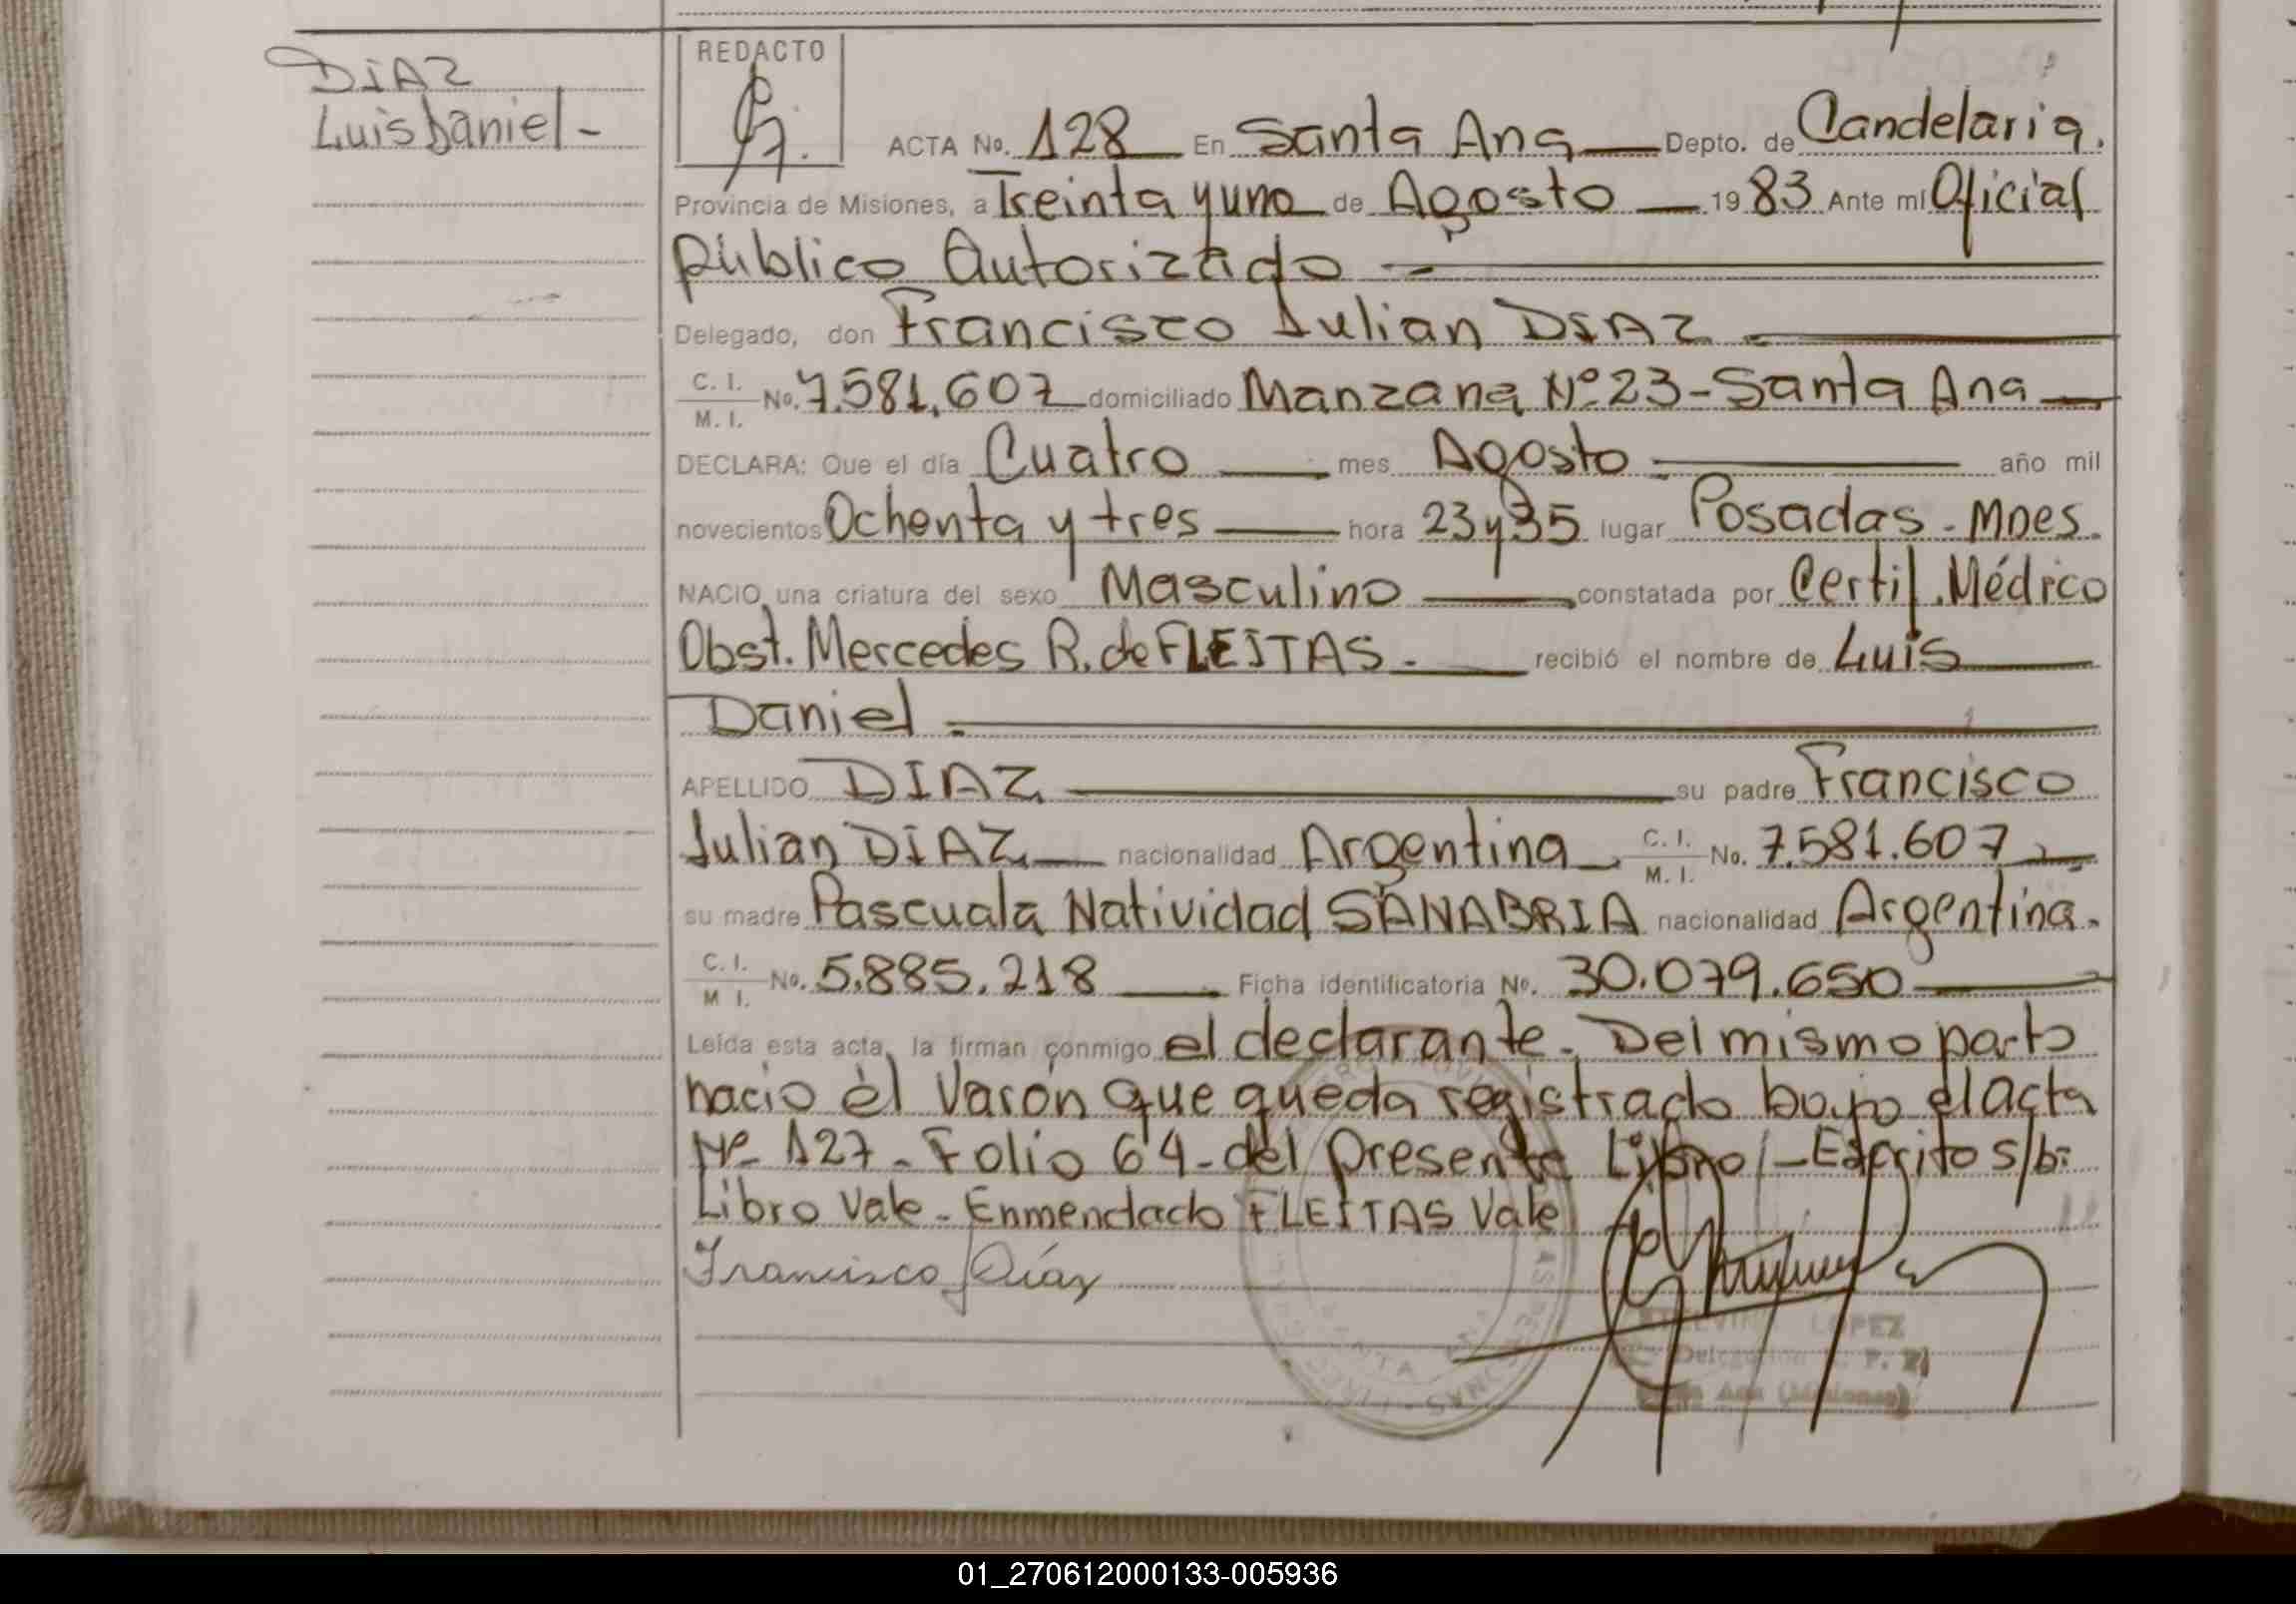 DIAZ
Luis Daniel -
REDACTO
ACTA No. 128 En Santa Ana Depto. de Candelaria.
Provincia de Misiones, a Treinta y uno de Agosto 19 83 Ante mí Oficial
Público Autorizado -
Delegado, don Francisco Julian DIAZ
C. I. / M. I. No. 7.581.607 domiciliado Manzana Nº 23 - Santa Ana
DECLARA: Que el día Cuatro mes Agosto año mil
novecientos Ochenta y tres hora 23 y 35 lugar Posadas - Mnes.
NACIO una criatura del sexo Masculino constatada por Certif. Médico
Obst. Mercedes R. de FLEITAS. recibió el nombre de Luis
Daniel.
APELLIDO DIAZ su padre Francisco
Julian DIAZ nacionalidad Argentina C. I. / M. I. No. 7.581.607
su madre Pascuala Natividad SANABRIA nacionalidad Argentina.
C. I. / M I. No. 5.885.218 Ficha identificatoria No. 30.079.650
Leída esta acta, la firman conmigo el declarante. Del mismo parto
nacio el Varón que queda registrado bajo el acta
Nº 127 - Folio 64 - del presente Libro - Escrito s/b:
Libro Vale - Enmendado FLEITAS Vale
Francisco J Díaz
LOPEZ
01_270612000133-005936